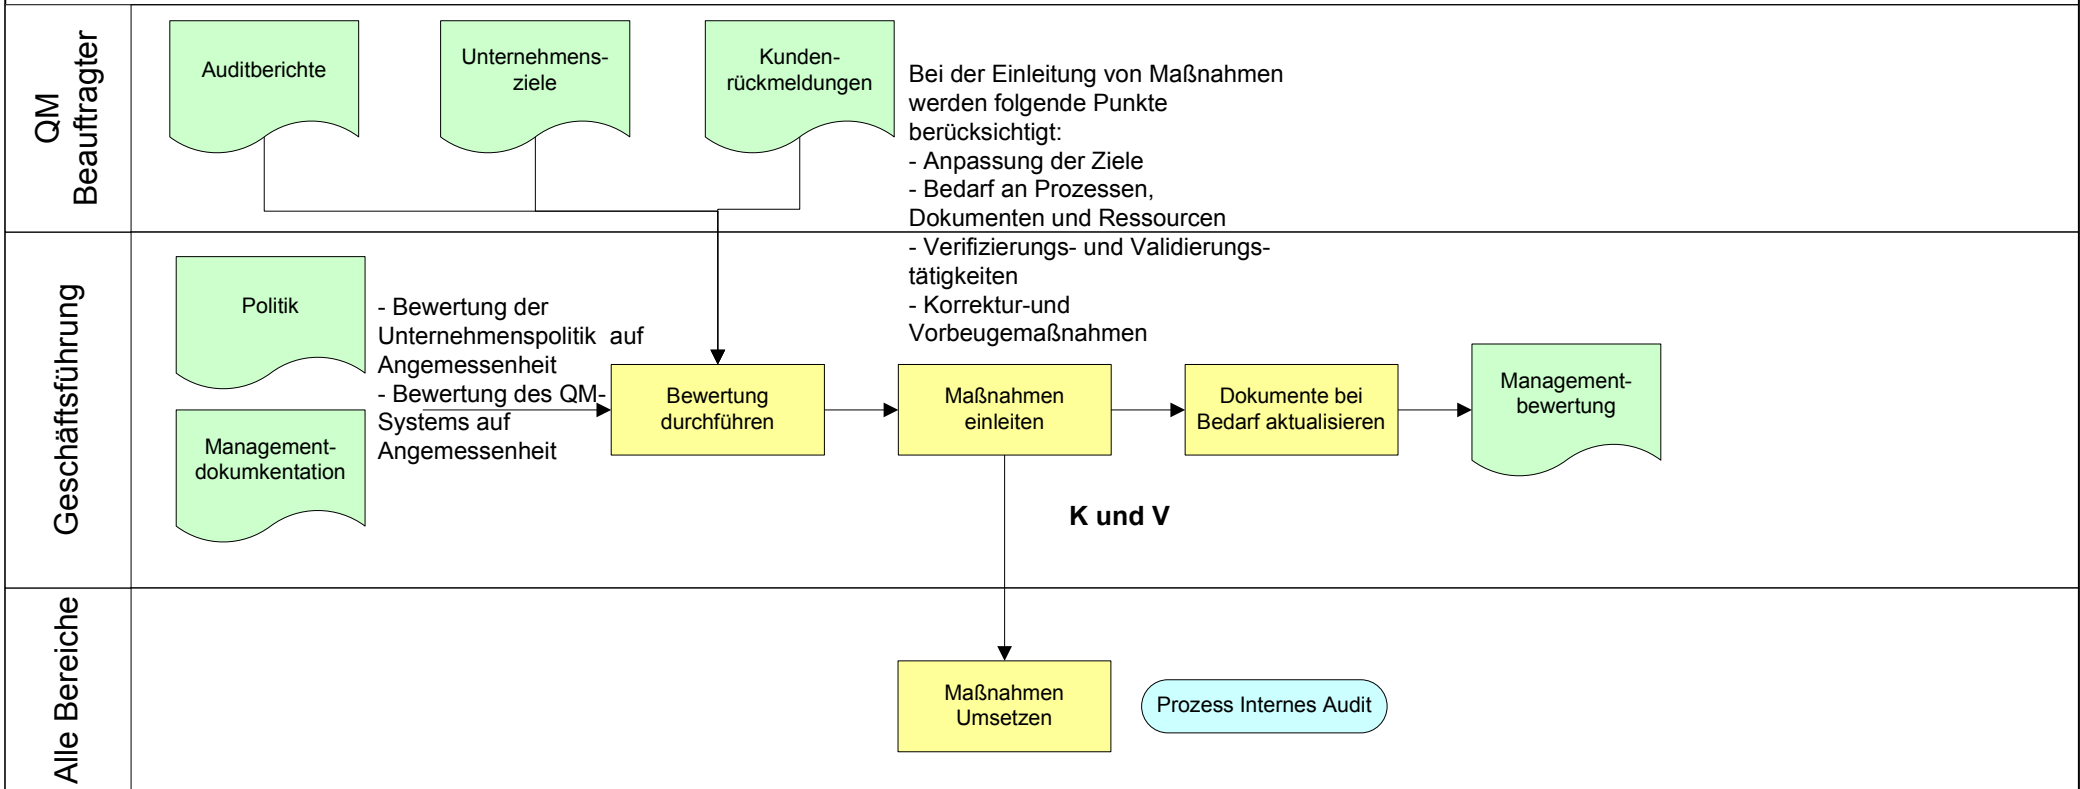 QM
Beauftragter
Auditberichte
Unternehmens-
ziele
Kunden-
rückmeldungen
Bei der Einleitung von Maßnahmen
werden folgende Punkte
berücksichtigt:
- Anpassung der Ziele
- Bedarf an Prozessen,
Dokumenten und Ressourcen
- Verifizierungs- und Validierungs-
tätigkeiten
- Korrektur-und
Vorbeugemaßnahmen
Geschäftsführung
Politik
Management-
dokumkentation
- Bewertung der
Unternehmenspolitik auf
Angemessenheit
- Bewertung des QM-
Systems auf
Angemessenheit
Bewertung
durchführen
Maßnahmen
einleiten
Dokumente bei
Bedarf aktualisieren
Management-
bewertung
K und V
Alle Bereiche
Maßnahmen
Umsetzen
Prozess Internes Audit